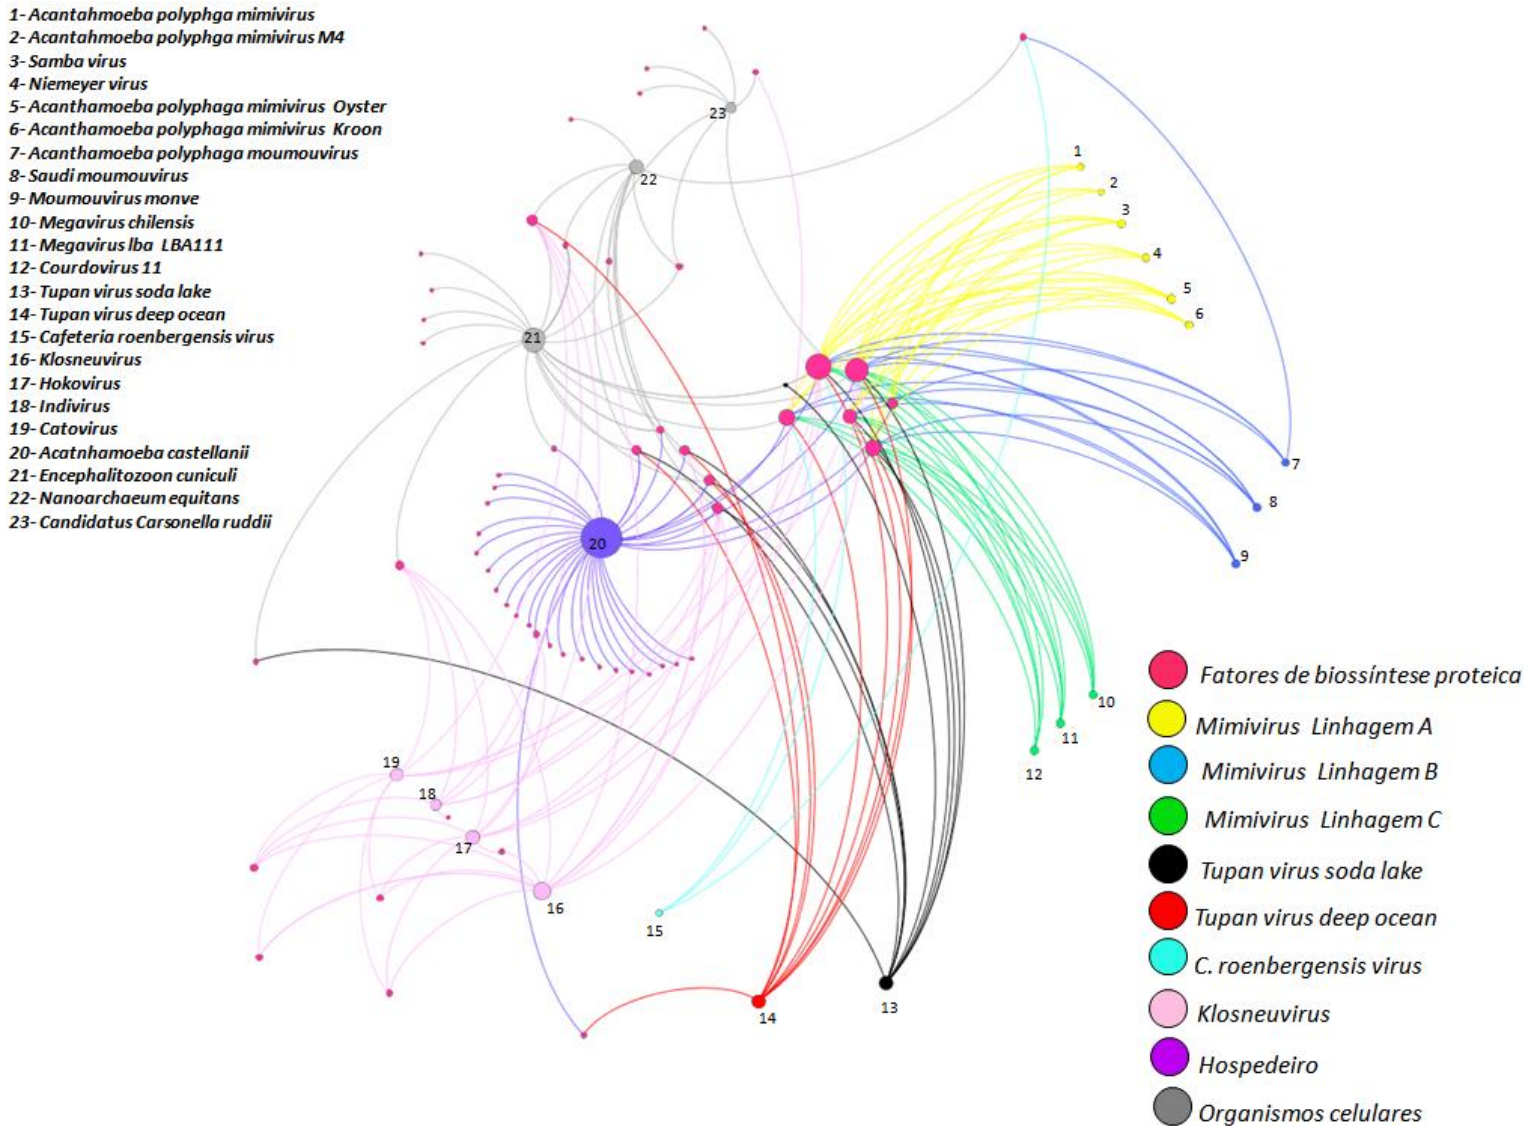 1- Acantahmoeba polyphga mimivirus
2- Acantahmoeba polyphga mimivirus M4
3- Samba virus
4- Niemeyer virus
5- Acanthamoeba polyphaga mimivirus Oyster
6- Acanthamoeba polyphaga mimivirus Kroon
7- Acanthamoeba polyphaga moumouvirus
8- Saudi moumouvirus
9- Moumouvirus monve
10- Megavirus chilensis
11- Megavirus lba LBA111
12- Courdovirus 11
13- Tupan virus soda lake
14- Tupan virus deep ocean
15- Cafeteria roenbergensis virus
16- Klosneuvirus
17- Hokovirus
18- Indivirus
19- Catovirus
20- Acatnhamoeba castellanii
21- Encephalitozoon cuniculi
22- Nanoarchaeum equitans
23- Candidatus Carsonella ruddii
23
22
1
2
3
4
5
6
21
7
8
20
9
10
11
12
19
18
17
16
15
14
13
Fatores de biossíntese proteica
Mimivirus Linhagem A
Mimivirus Linhagem B
Mimivirus Linhagem C
Tupan virus soda lake
Tupan virus deep ocean
C. roenbergensis virus
Klosneuvirus
Hospedeiro
Organismos celulares